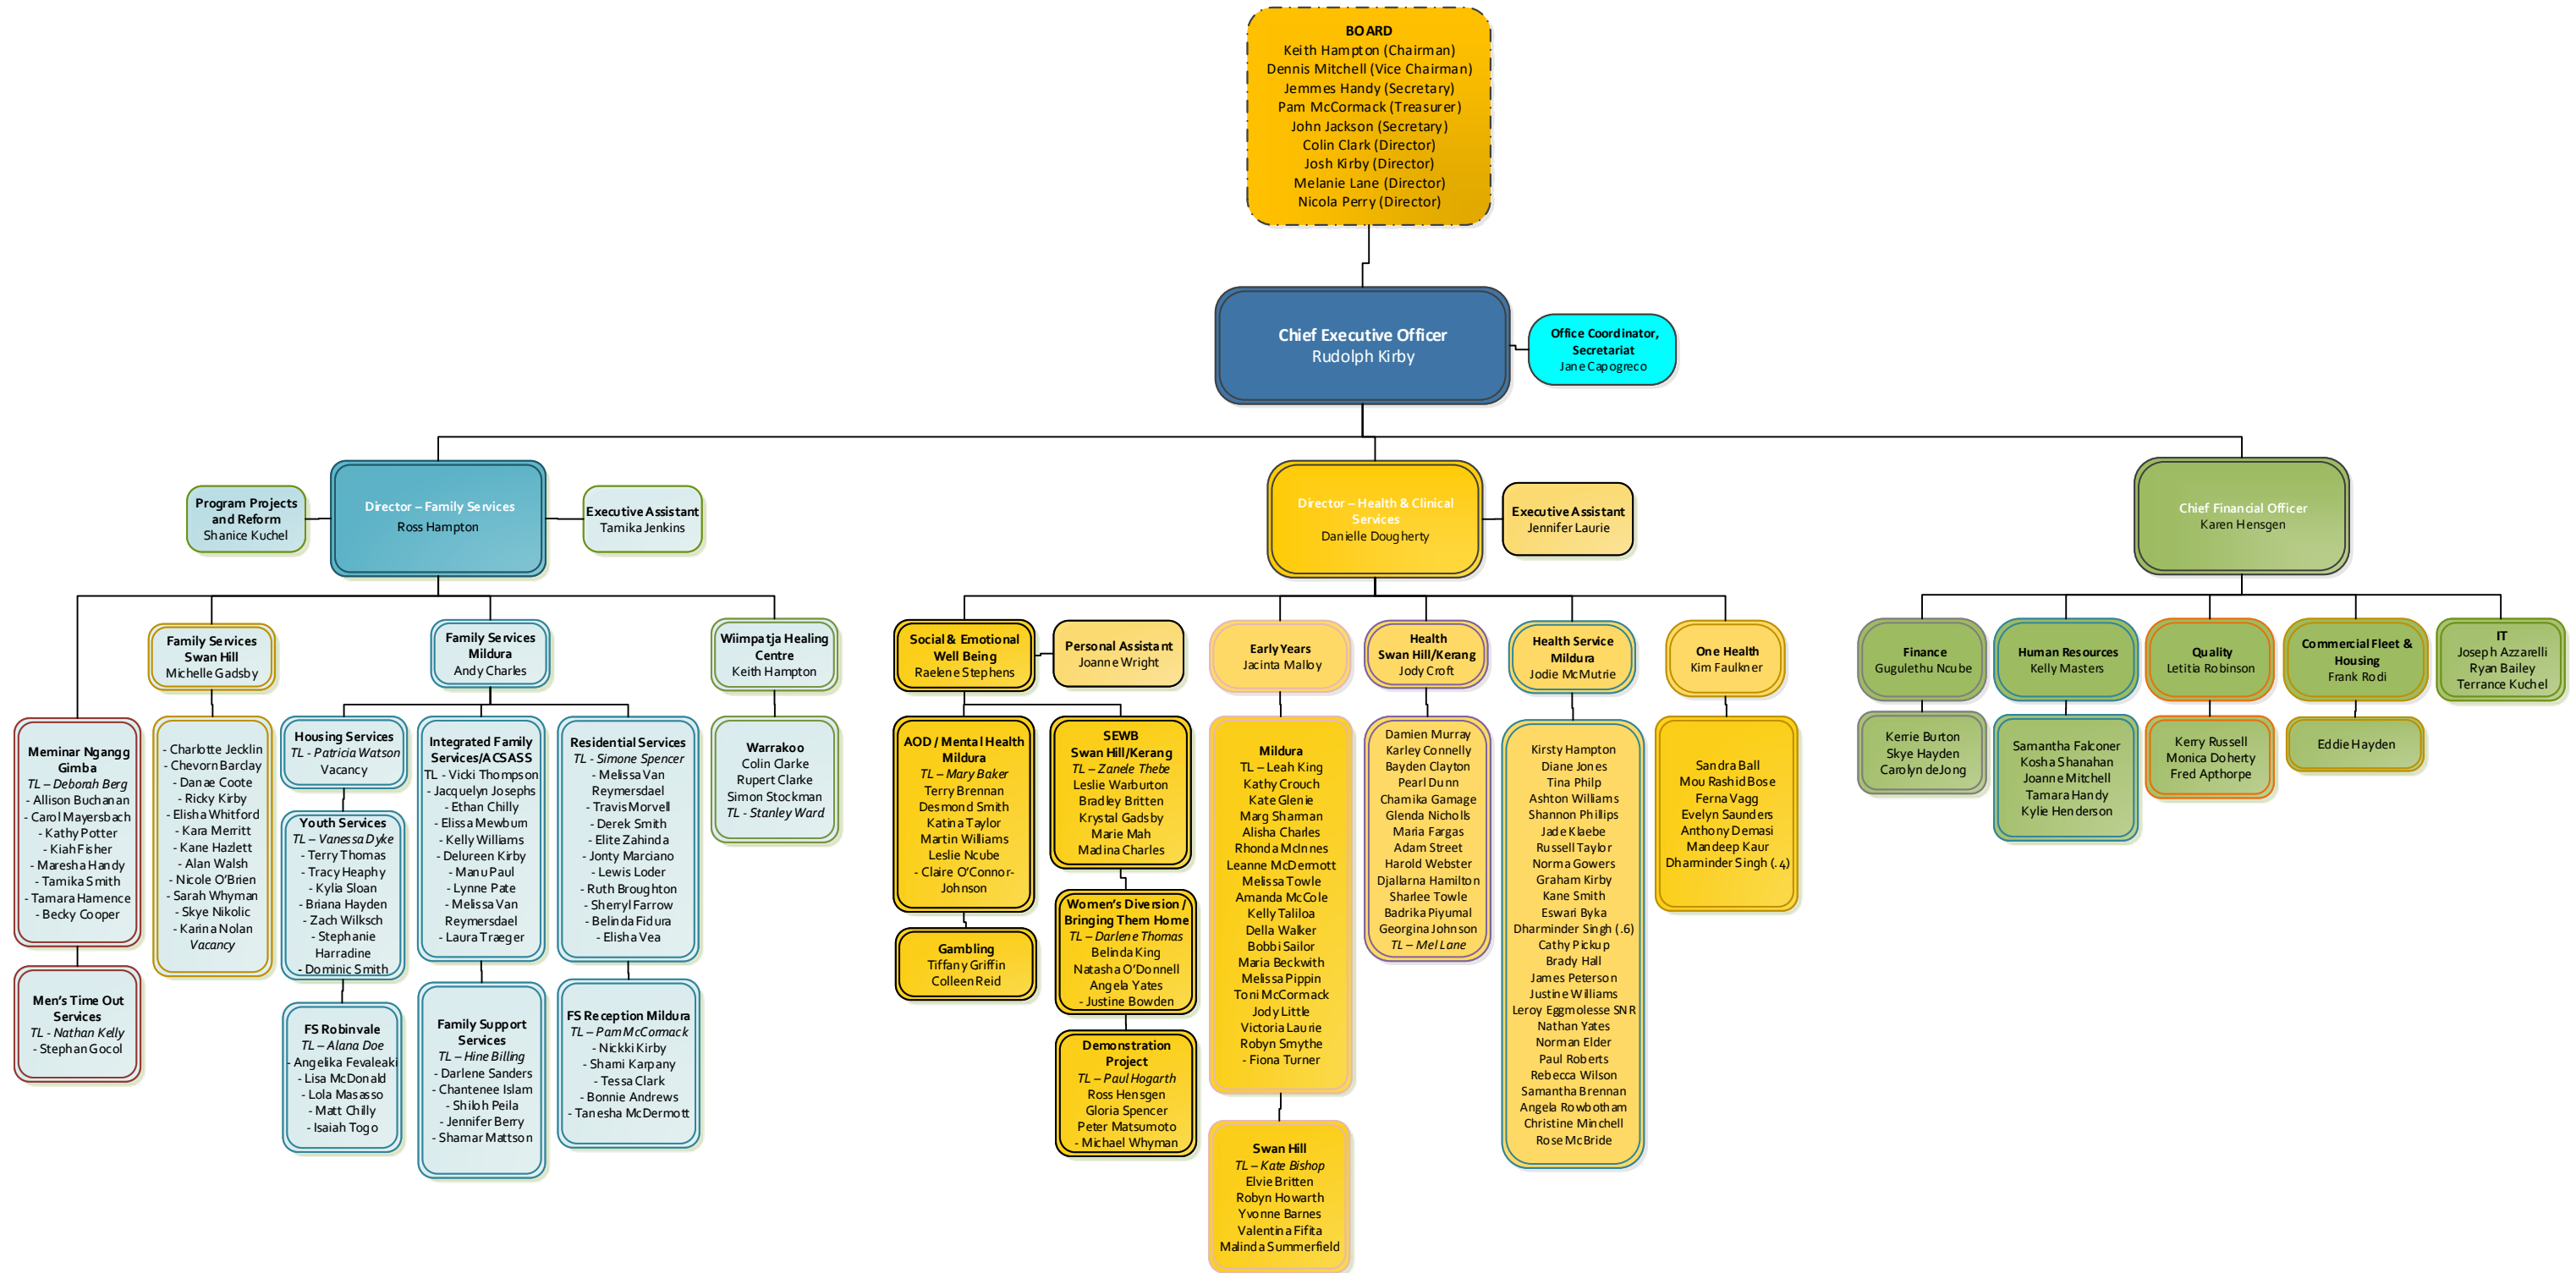 BOARD
Keith Hampton (Chairman)
Dennis Mitchell (Vice Chairman)
Jemmes Handy (Secretary)
Pam McCormack (Treasurer)
John Jackson (Secretary)
Colin Clark (Director)
Josh Kirby (Director)
Melanie Lane (Director)
Nicola Perry (Director)
Chief Executive Officer
Rudolph Kirby
Office Coordinator,
Secretariat
Jane Capogreco
Program Projects
and Reform
Shanice Kuchel
Director – Family Services
Ross Hampton
Executive Assistant
Tamika Jenkins
Director – Health & Clinical
Services
Danielle Dougherty
Executive Assistant
Jennifer Laurie
Chief Financial Officer
Karen Hensgen
Meminar Ngangg
Gimba
TL – Deborah Berg
- Allison Buchanan
- Carol Mayersbach
- Kathy Potter
- Kiah Fisher
- Maresha Handy
- Tamika Smith
- Tamara Hamence
- Becky Cooper
Men's Time Out
Services
TL - Nathan Kelly
- Stephan Gocol
Family Services
Swan Hill
Michelle Gadsby
- Charlotte Jecklin
- Chevorn Barclay
- Danae Coote
- Ricky Kirby
- Elisha Whitford
- Kara Merritt
- Kane Hazlett
- Alan Walsh
- Nicole O'Brien
- Sarah Whyman
- Skye Nikolic
- Karina Nolan
Vacancy
Family Services
Mildura
Andy Charles
Housing Services
TL - Patricia Watson
Vacancy
Youth Services
TL – Vanessa Dyke
- Terry Thomas
- Tracy Heaphy
- Kylia Sloan
- Briana Hayden
- Zach Wilksch
- Stephanie
Harradine
- Dominic Smith
FS Robinvale
TL – Alana Doe
- Angelika Fevaleaki
- Lisa McDonald
- Lola Masasso
- Matt Chilly
- Isaiah Togo
Integrated Family
Services/ACSASS
TL - Vicki Thompson
- Jacquelyn Josephs
- Ethan Chilly
- Elissa Mewburn
- Kelly Williams
- Delureen Kirby
- Manu Paul
- Lynne Pate
- Melissa Van
Reymersdael
- Laura Traeger
Family Support
Services
TL – Hine Billing
- Darlene Sanders
- Chantenee Islam
- Shiloh Peila
- Jennifer Berry
- Shamar Mattson
Residential Services
TL - Simone Spencer
- Melissa Van
Reymersdael
- Travis Morvell
- Derek Smith
- Elite Zahinda
- Jonty Marciano
- Lewis Loder
- Ruth Broughton
- Sherryl Farrow
- Belinda Fidura
- Elisha Vea
FS Reception Mildura
TL – Pam McCormack
- Nickki Kirby
- Shami Karpany
- Tessa Clark
- Bonnie Andrews
- Tanesha McDermott
Wiimpatja Healing
Centre
Keith Hampton
Warrakoo
Colin Clarke
Rupert Clarke
Simon Stockman
TL - Stanley Ward
Social & Emotional
Well Being
Raelene Stephens
Personal Assistant
Joanne Wright
AOD / Mental Health
Mildura
TL – Mary Baker
Terry Brennan
Desmond Smith
Katina Taylor
Martin Williams
Leslie Ncube
- Claire O'Connor-
Johnson
Gambling
Tiffany Griffin
Colleen Reid
SEWB
Swan Hill/Kerang
TL – Zanele Thebe
Leslie Warburton
Bradley Britten
Krystal Gadsby
Marie Mah
Madina Charles
Women's Diversion /
Bringing Them Home
TL – Darlene Thomas
Belinda King
Natasha O'Donnell
Angela Yates
- Justine Bowden
Demonstration
Project
TL – Paul Hogarth
Ross Hensgen
Gloria Spencer
Peter Matsumoto
- Michael Whyman
Early Years
Jacinta Malloy
Mildura
TL – Leah King
Kathy Crouch
Kate Glenie
Marg Sharman
Alisha Charles
Rhonda McInnes
Leanne McDermott
Melissa Towle
Amanda McCole
Kelly Taliloa
Della Walker
Bobbi Sailor
Maria Beckwith
Melissa Pippin
Toni McCormack
Jody Little
Victoria Laurie
Robyn Smythe
- Fiona Turner
Swan Hill
TL – Kate Bishop
Elvie Britten
Robyn Howarth
Yvonne Barnes
Valentina Fifita
Malinda Summerfield
Health
Swan Hill/Kerang
Jody Croft
Damien Murray
Karley Connelly
Bayden Clayton
Pearl Dunn
Chamika Gamage
Glenda Nicholls
Maria Fargas
Adam Street
Harold Webster
Djallarna Hamilton
Sharlee Towle
Badrika Piyumal
Georgina Johnson
TL – Mel Lane
Health Service
Mildura
Jodie McMutrie
Kirsty Hampton
Diane Jones
Tina Philp
Ashton Williams
Shannon Phillips
Jade Klaebe
Russell Taylor
Norma Gowers
Graham Kirby
Kane Smith
Eswari Byka
Dharminder Singh (.6)
Cathy Pickup
Brady Hall
James Peterson
Justine Williams
Leroy Eggmolesse SNR
Nathan Yates
Norman Elder
Paul Roberts
Rebecca Wilson
Samantha Brennan
Angela Rowbotham
Christine Minchell
Rose McBride
One Health
Kim Faulkner
Sandra Ball
Mou Rashid Bose
Ferna Vagg
Evelyn Saunders
Anthony Demasi
Mandeep Kaur
Dharminder Singh (.4)
Finance
Gugulethu Ncube
Kerrie Burton
Skye Hayden
Carolyn deJong
Human Resources
Kelly Masters
Samantha Falconer
Kosha Shanahan
Joanne Mitchell
Tamara Handy
Kylie Henderson
Quality
Letitia Robinson
Kerry Russell
Monica Doherty
Fred Apthorpe
Commercial Fleet &
Housing
Frank Rodi
Eddie Hayden
IT
Joseph Azzarelli
Ryan Bailey
Terrance Kuchel